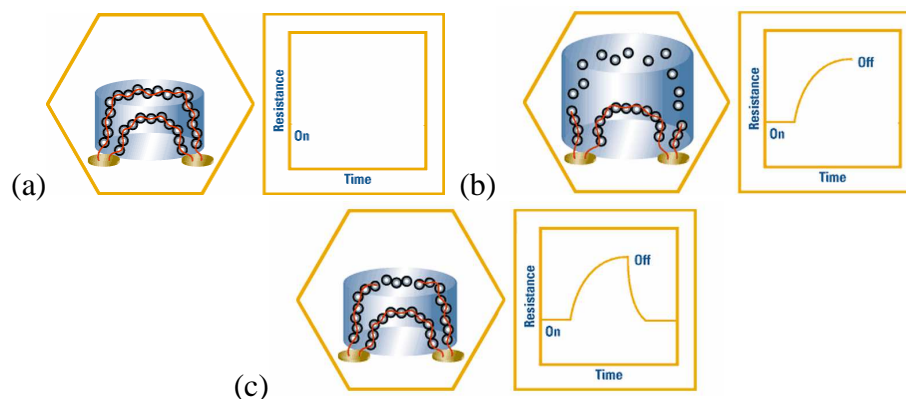 Resistance
On
Time
(a)
Resistance
On
Off
Time
(b)
Resistance
On
Off
Time
(c)